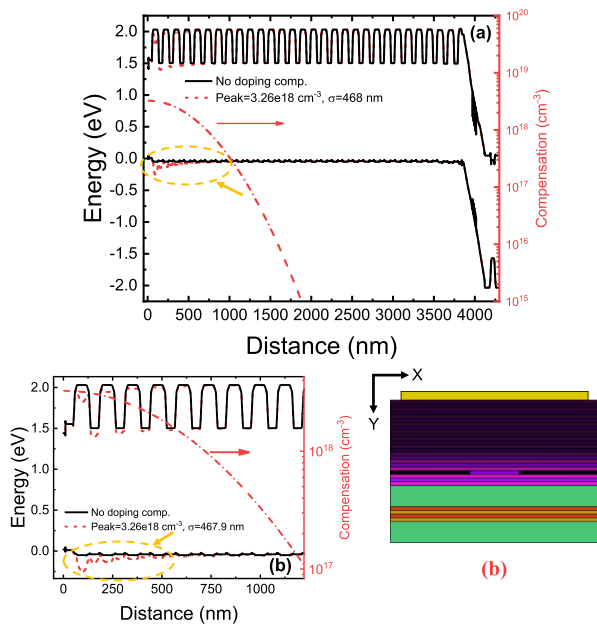 (a)
2.0
1.5
1.0
0.5
0.0
-0.5
-1.0
-1.5
-2.0
Energy (eV)
No doping comp.
Peak=3.26e18 cm⁻³, σ=468 nm
10²⁰
10¹⁹
10¹⁸
10¹⁷
10¹⁶
10¹⁵
Compensation (cm⁻³)
0 500 1000 1500 2000 2500 3000 3500 4000
Distance (nm)
2.0
1.5
1.0
0.5
0.0
Energy (eV)
No doping comp.
Peak=3.26e18 cm⁻³, σ=467.9 nm
(b)
10¹⁸
10¹⁷
Compensation (cm⁻³)
0 250 500 750 1000
Distance (nm)
X
Y
(b)